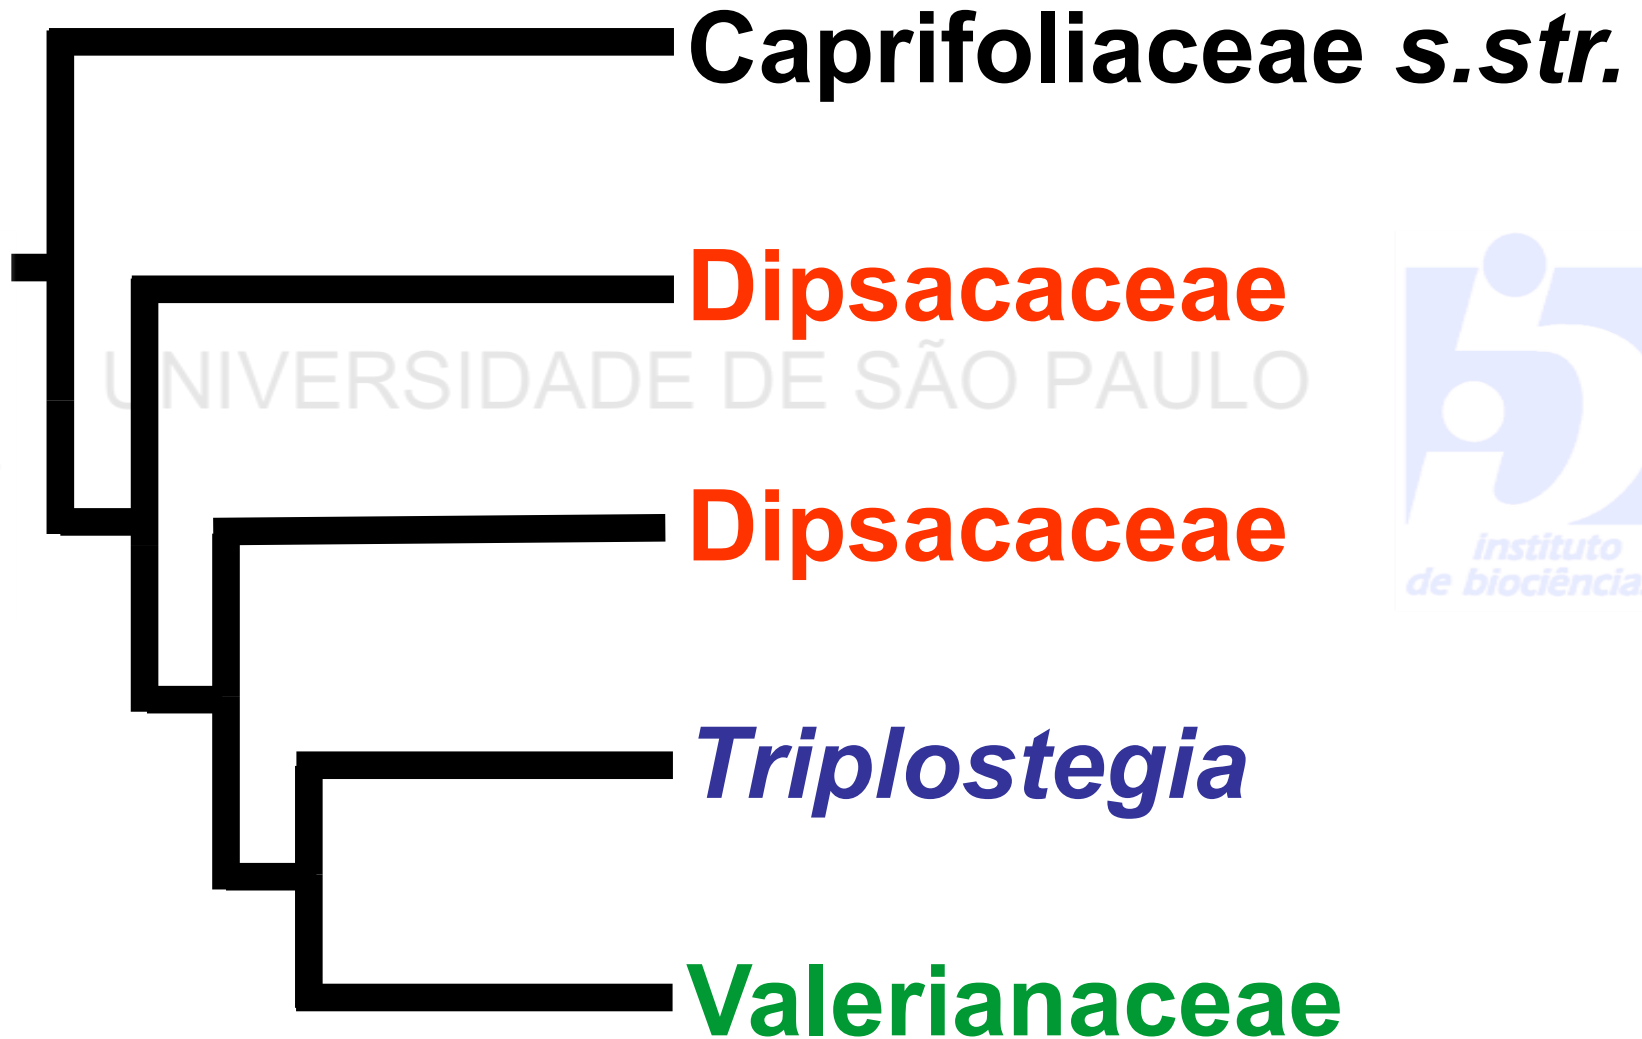 Caprifoliaceae s.str.
Dipsacaceae
UNIVERSIDADE DE SÃO PAULO
Dipsacaceae
instituto
de biociências
Triplostegia
Valerianaceae